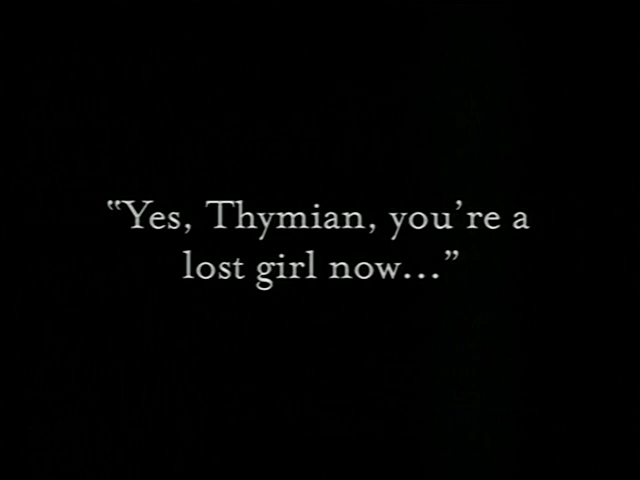 “Yes, Thymian, you’re a
lost girl now...”